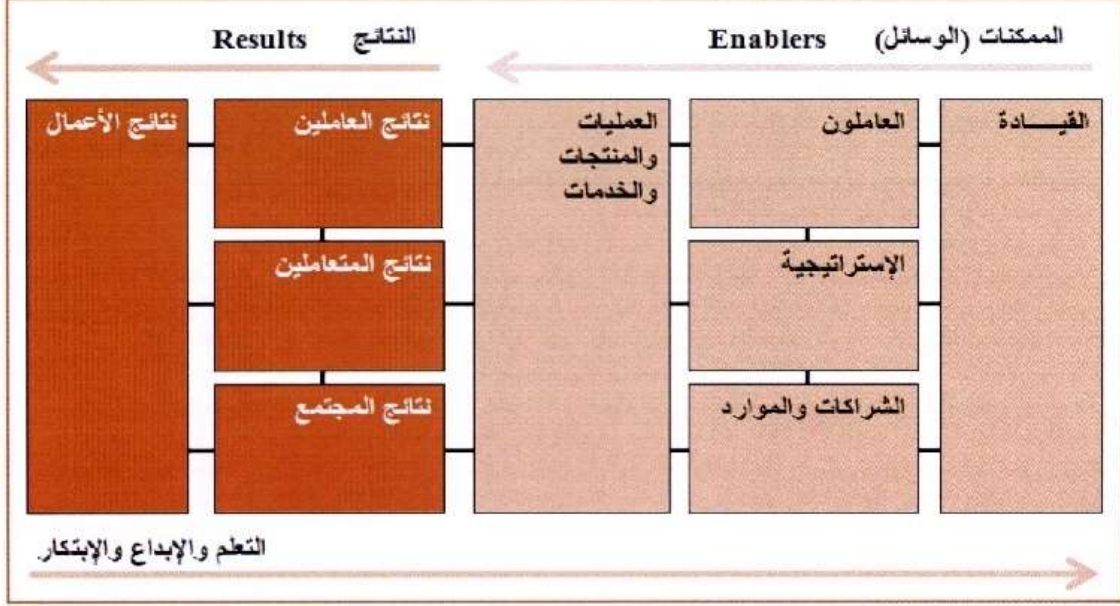 الممكنات (الوسائل) Enablers
النتائج Results
القيــــادة
العاملون
الإستراتيجية
الشراكات والموارد
العمليات
والمنتجات
والخدمات
نتائج العاملين
نتائج المتعاملين
نتائج المجتمع
نتائج الأعمال
التعلم والإبداع والإبتكار.